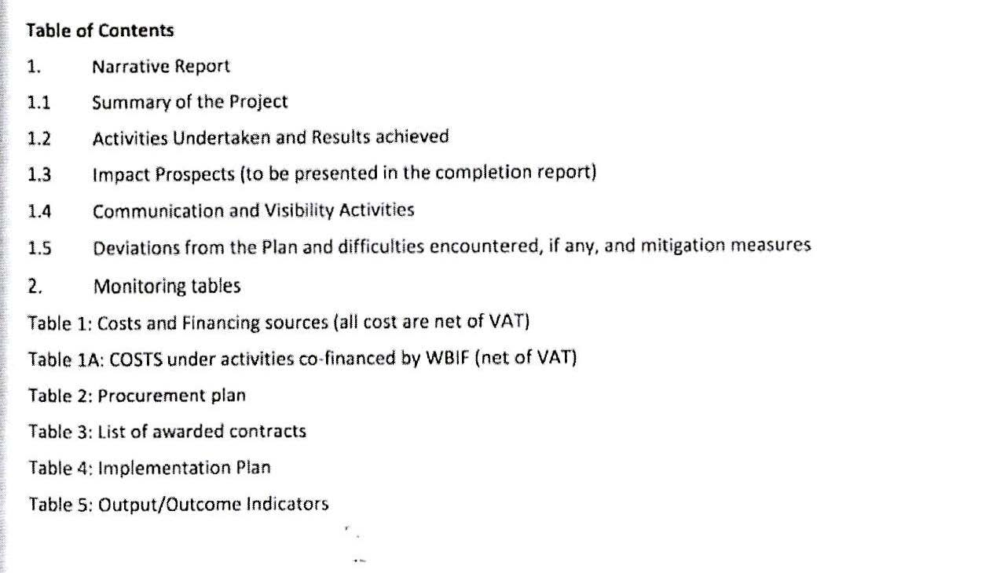 Table of Contents
1. Narrative Report
1.1 Summary of the Project
1.2 Activities Undertaken and Results achieved
1.3 Impact Prospects (to be presented in the completion report)
1.4 Communication and Visibility Activities
1.5 Deviations from the Plan and difficulties encountered, if any, and mitigation measures
2. Monitoring tables
Table 1: Costs and Financing sources (all cost are net of VAT)
Table 1A: COSTS under activities co-financed by WBIF (net of VAT)
Table 2: Procurement plan
Table 3: List of awarded contracts
Table 4: Implementation Plan
Table 5: Output/Outcome Indicators